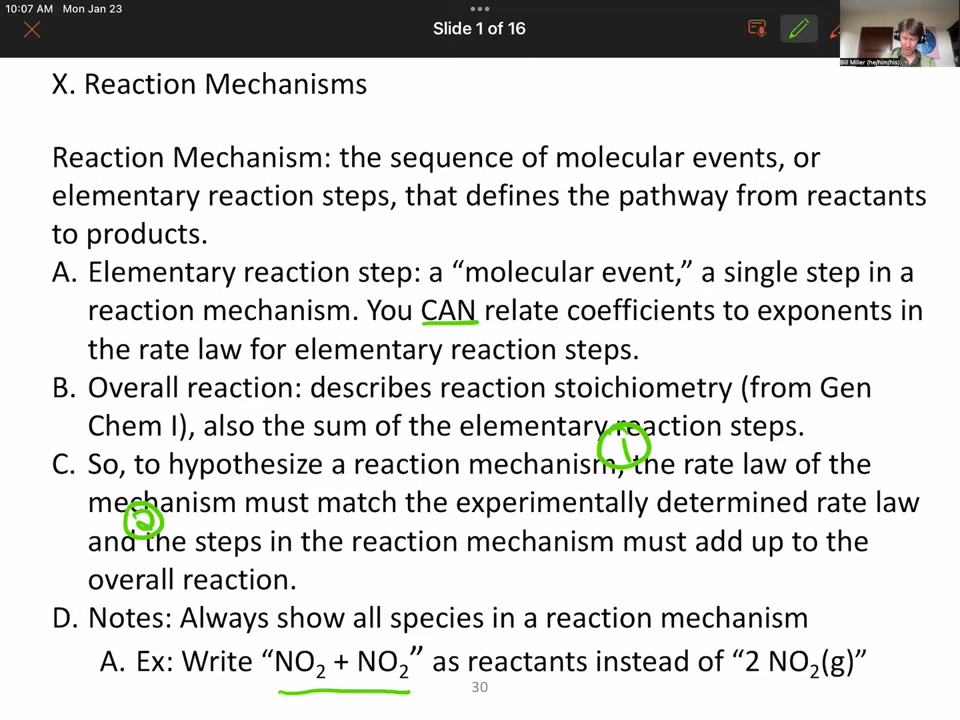 10:07 AM Mon Jan 23
Slide 1 of 16
Bill Miller (he/him/his)
X. Reaction Mechanisms
Reaction Mechanism: the sequence of molecular events, or
elementary reaction steps, that defines the pathway from reactants
to products.
A. Elementary reaction step: a “molecular event,” a single step in a
reaction mechanism. You CAN relate coefficients to exponents in
the rate law for elementary reaction steps.
B. Overall reaction: describes reaction stoichiometry (from Gen
Chem I), also the sum of the elementary reaction steps.
1
C. So, to hypothesize a reaction mechanism, the rate law of the
mechanism must match the experimentally determined rate law
2
and the steps in the reaction mechanism must add up to the
overall reaction.
D. Notes: Always show all species in a reaction mechanism
A. Ex: Write “NO₂ + NO₂” as reactants instead of “2 NO₂(g)”
30